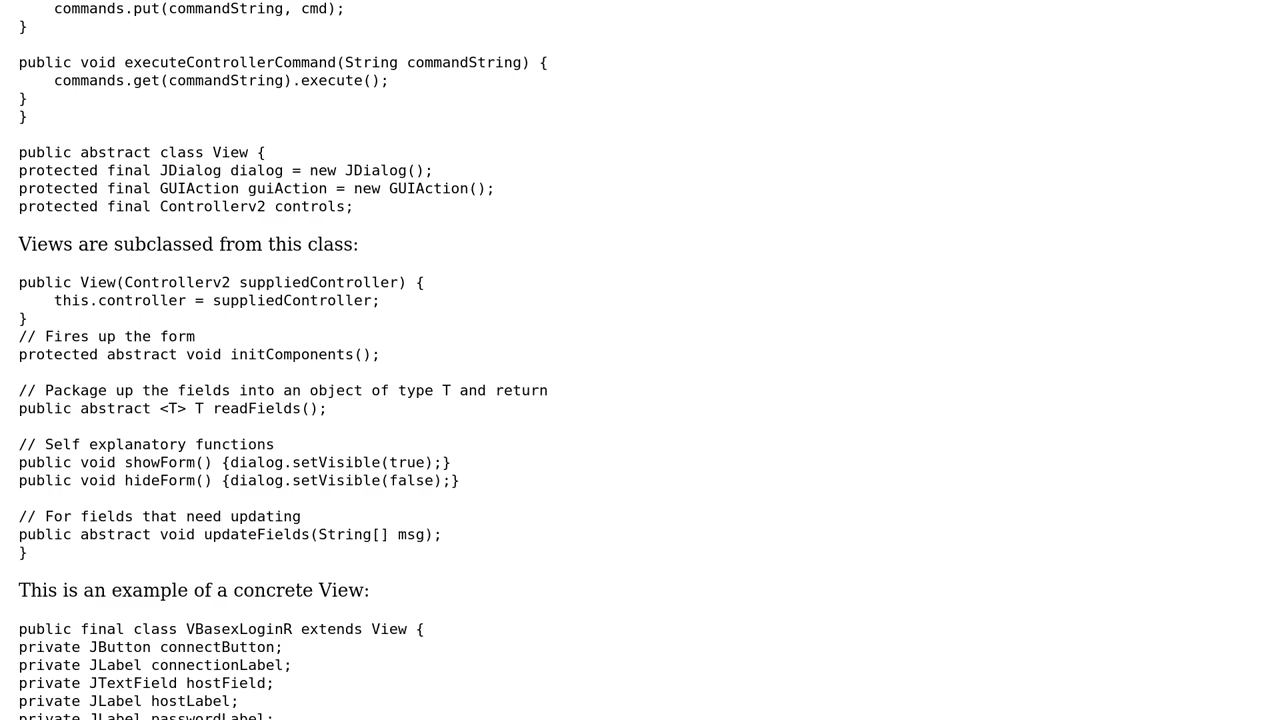 commands.put(commandString, cmd);
}

public void executeControllerCommand(String commandString) {
    commands.get(commandString).execute();
}
}

public abstract class View {
protected final JDialog dialog = new JDialog();
protected final GUIAction guiAction = new GUIAction();
protected final Controllerv2 controls;

Views are subclassed from this class:

public View(Controllerv2 suppliedController) {
    this.controller = suppliedController;
}
// Fires up the form
protected abstract void initComponents();

// Package up the fields into an object of type T and return
public abstract <T> T readFields();

// Self explanatory functions
public void showForm() {dialog.setVisible(true);}
public void hideForm() {dialog.setVisible(false);}

// For fields that need updating
public abstract void updateFields(String[] msg);
}

This is an example of a concrete View:

public final class VBasexLoginR extends View {
private JButton connectButton;
private JLabel connectionLabel;
private JTextField hostField;
private JLabel hostLabel;
private JLabel passwordLabel;